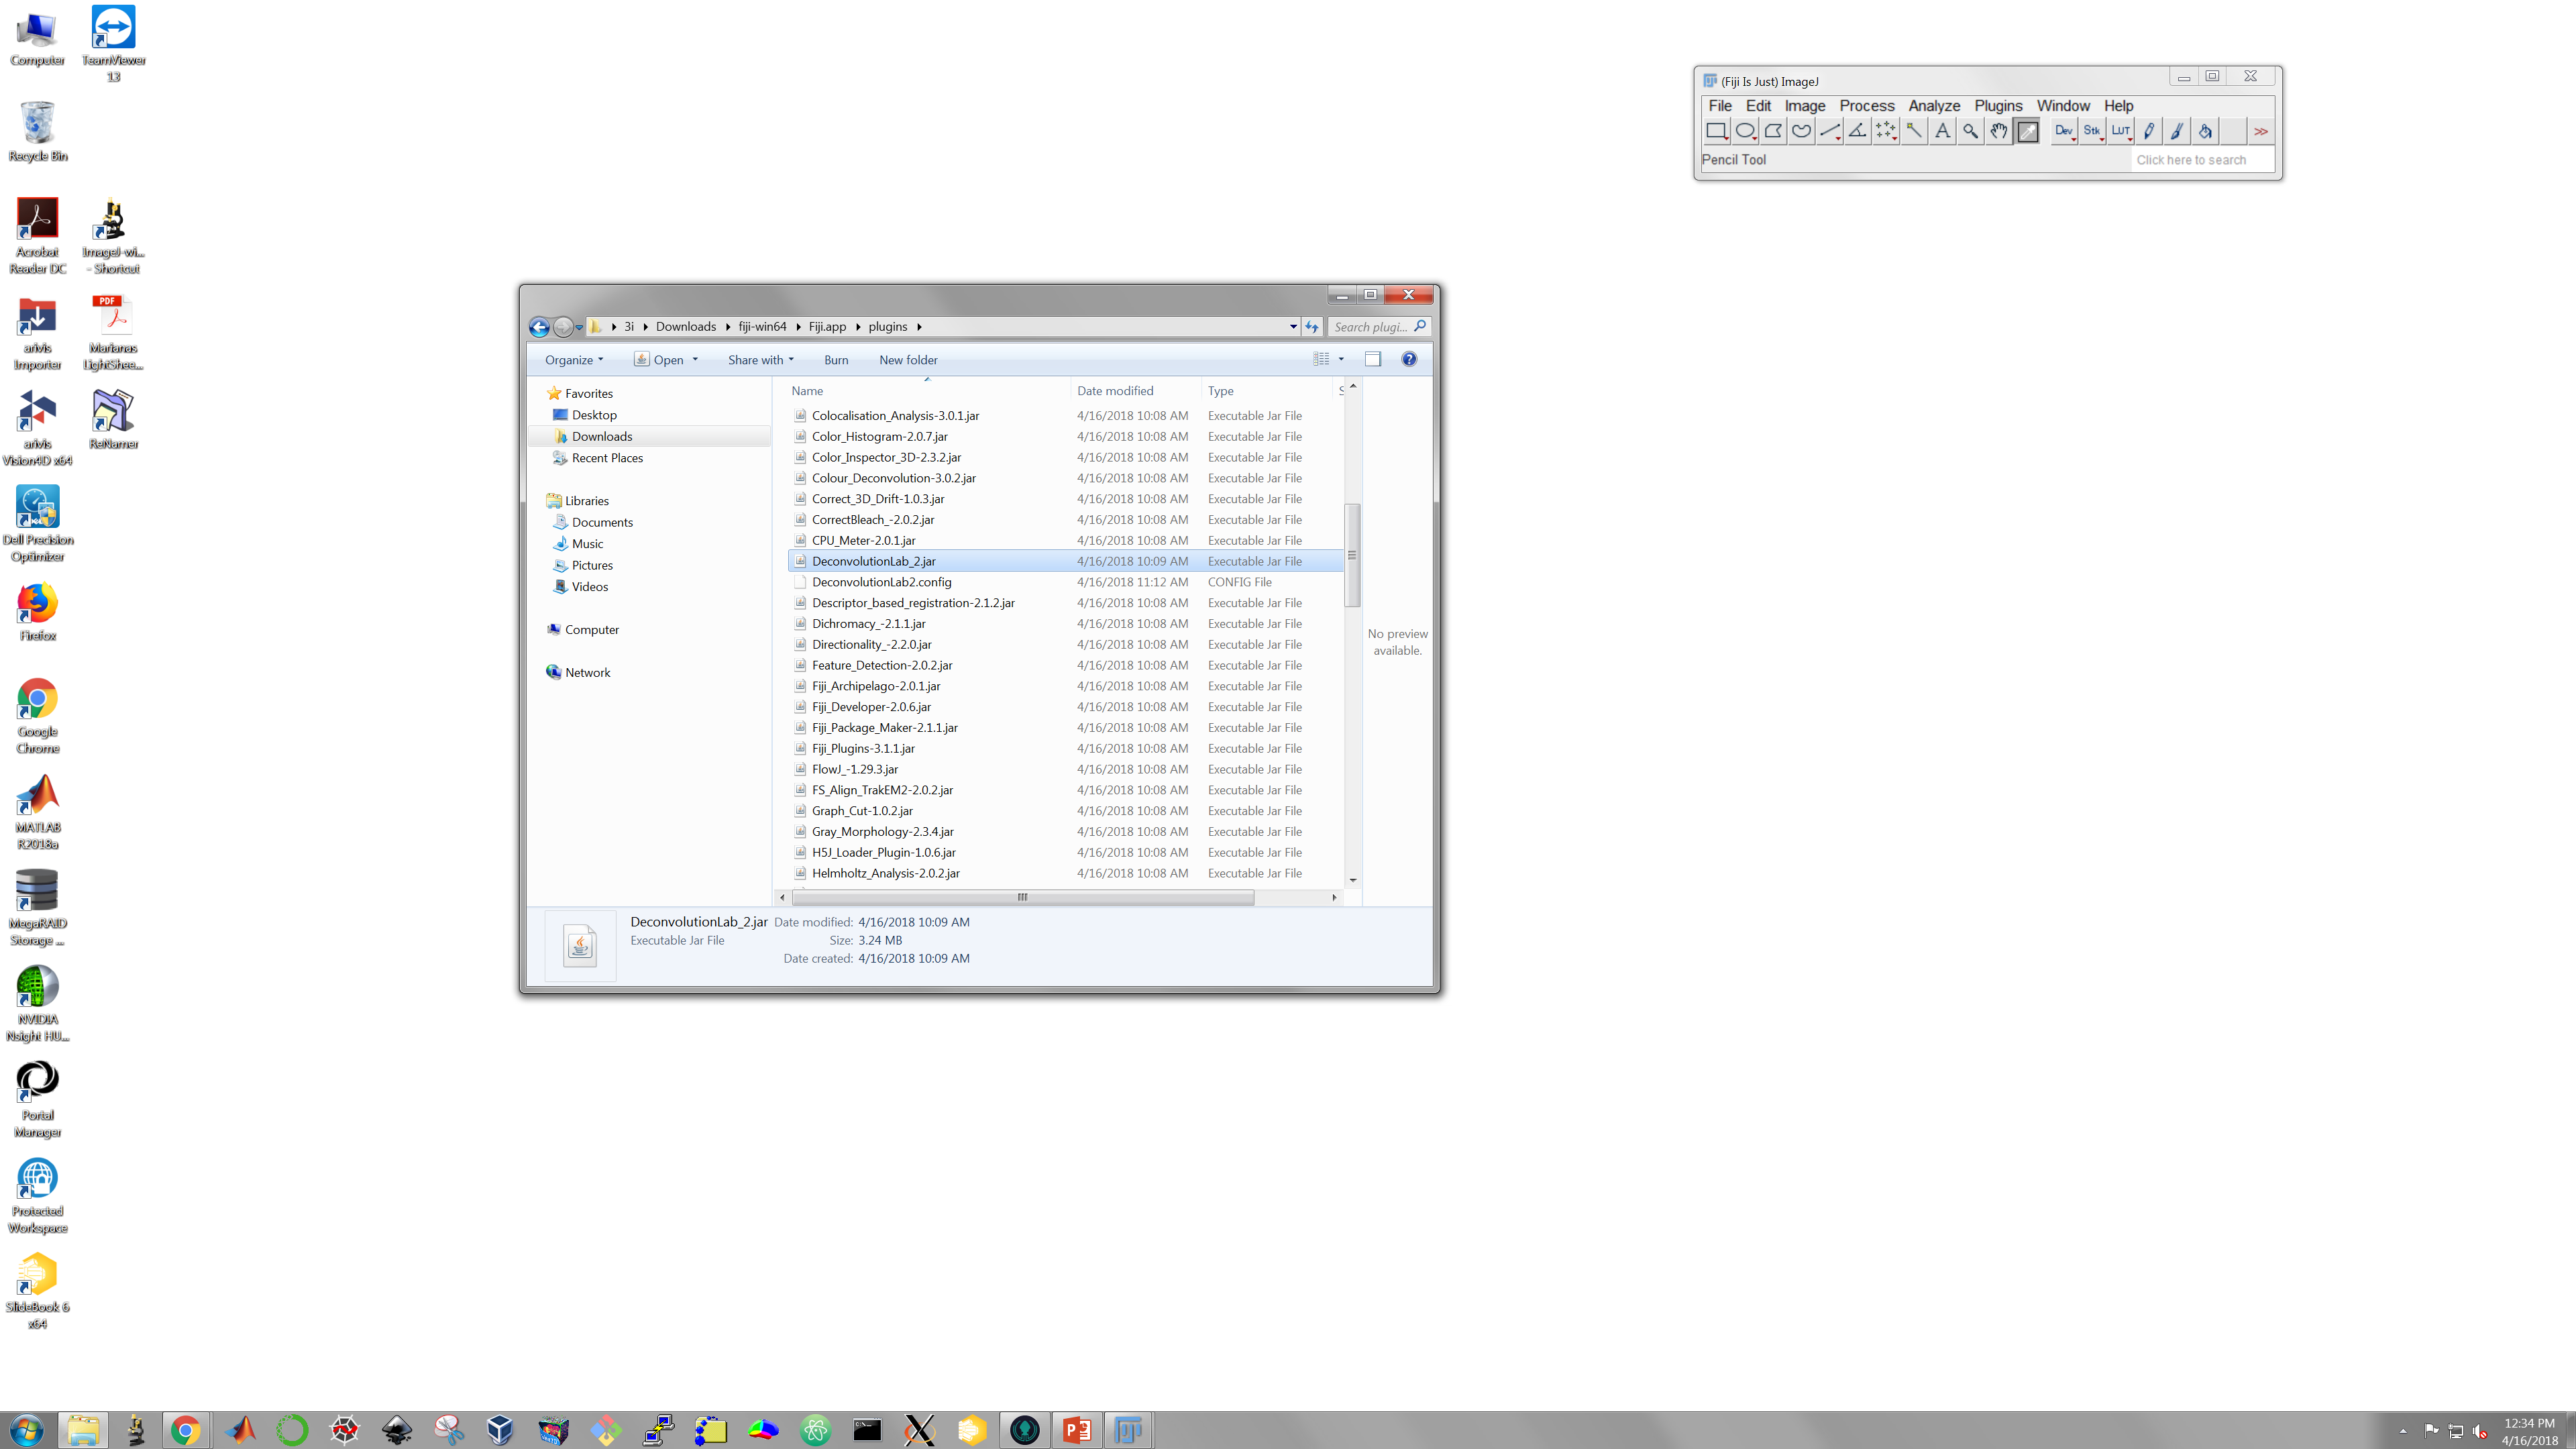 Computer
TeamViewer
13
Recycle Bin
Acrobat
Reader DC
ImageJ-wi...
- Shortcut
arivis
Importer
PDF
Marianas
LightShee...
arivis
Vision4D x64
ReNamer
Dell Precision
Optimizer
Firefox
Google
Chrome
MATLAB
R2018a
MegaRAID
Storage ...
NVIDIA
Nsight HU...
Portal
Manager
Protected
Workspace
SlideBook 6
x64
(Fiji Is Just) ImageJ
File Edit Image Process Analyze Plugins Window Help
Dev Stk LUT >>
Pencil Tool
Click here to search
3i Downloads fiji-win64 Fiji.app plugins
Search plugi...
Organize Open Share with Burn New folder
Favorites
Desktop
Downloads
Recent Places
Libraries
Documents
Music
Pictures
Videos
Computer
Network
Name Date modified Type S
Colocalisation_Analysis-3.0.1.jar 4/16/2018 10:08 AM Executable Jar File
Color_Histogram-2.0.7.jar 4/16/2018 10:08 AM Executable Jar File
Color_Inspector_3D-2.3.2.jar 4/16/2018 10:08 AM Executable Jar File
Colour_Deconvolution-3.0.2.jar 4/16/2018 10:08 AM Executable Jar File
Correct_3D_Drift-1.0.3.jar 4/16/2018 10:08 AM Executable Jar File
CorrectBleach_-2.0.2.jar 4/16/2018 10:08 AM Executable Jar File
CPU_Meter-2.0.1.jar 4/16/2018 10:08 AM Executable Jar File
DeconvolutionLab_2.jar 4/16/2018 10:09 AM Executable Jar File
DeconvolutionLab2.config 4/16/2018 11:12 AM CONFIG File
Descriptor_based_registration-2.1.2.jar 4/16/2018 10:08 AM Executable Jar File
Dichromacy_-2.1.1.jar 4/16/2018 10:08 AM Executable Jar File
Directionality_-2.2.0.jar 4/16/2018 10:08 AM Executable Jar File
Feature_Detection-2.0.2.jar 4/16/2018 10:08 AM Executable Jar File
Fiji_Archipelago-2.0.1.jar 4/16/2018 10:08 AM Executable Jar File
Fiji_Developer-2.0.6.jar 4/16/2018 10:08 AM Executable Jar File
Fiji_Package_Maker-2.1.1.jar 4/16/2018 10:08 AM Executable Jar File
Fiji_Plugins-3.1.1.jar 4/16/2018 10:08 AM Executable Jar File
FlowJ_-1.29.3.jar 4/16/2018 10:08 AM Executable Jar File
FS_Align_TrakEM2-2.0.2.jar 4/16/2018 10:08 AM Executable Jar File
Graph_Cut-1.0.2.jar 4/16/2018 10:08 AM Executable Jar File
Gray_Morphology-2.3.4.jar 4/16/2018 10:08 AM Executable Jar File
H5J_Loader_Plugin-1.0.6.jar 4/16/2018 10:08 AM Executable Jar File
Helmholtz_Analysis-2.0.2.jar 4/16/2018 10:08 AM Executable Jar File
No preview
available.
DeconvolutionLab_2.jar Date modified: 4/16/2018 10:09 AM
Executable Jar File Size: 3.24 MB
Date created: 4/16/2018 10:09 AM
12:34 PM
4/16/2018